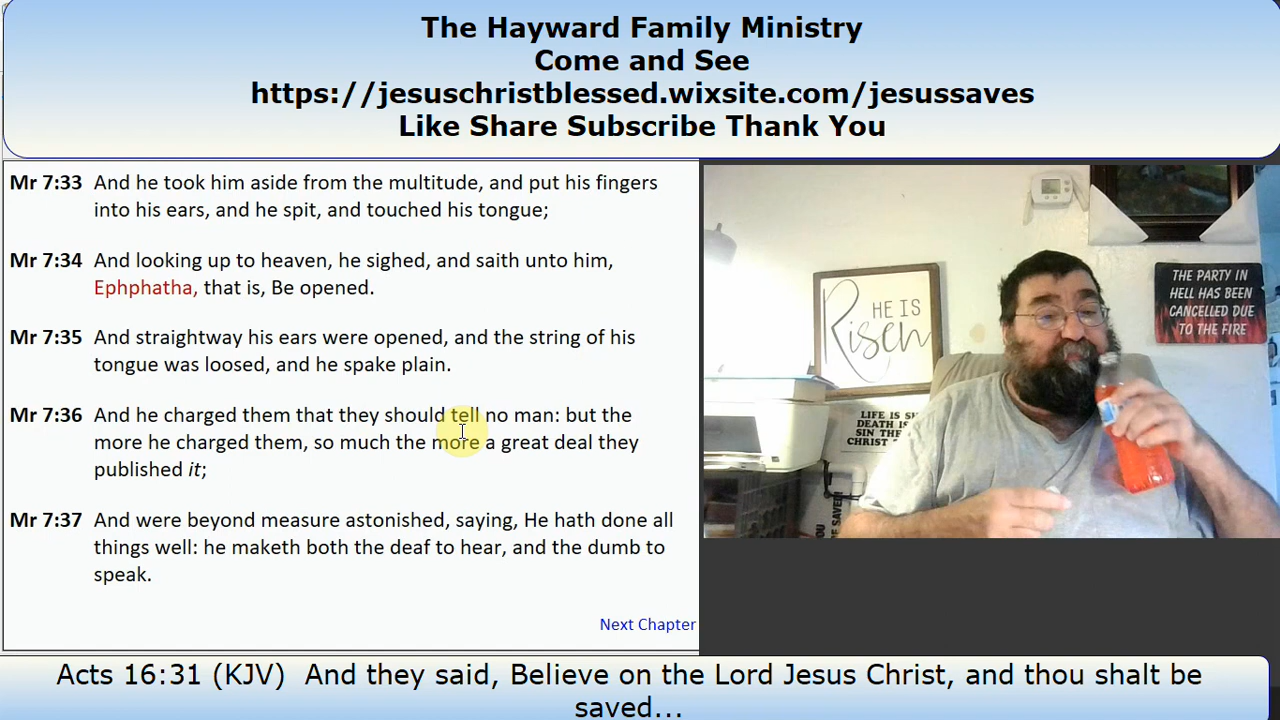 The Hayward Family Ministry
Come and See
https://jesuschristblessed.wixsite.com/jesussaves
Like Share Subscribe Thank You
Mr 7:33 And he took him aside from the multitude, and put his fingers
into his ears, and he spit, and touched his tongue;
Mr 7:34 And looking up to heaven, he sighed, and saith unto him,
Ephphatha, that is, Be opened.
Mr 7:35 And straightway his ears were opened, and the string of his
tongue was loosed, and he spake plain.
Mr 7:36 And he charged them that they should tell no man: but the
more he charged them, so much the more a great deal they
published it;
Mr 7:37 And were beyond measure astonished, saying, He hath done all
things well: he maketh both the deaf to hear, and the dumb to
speak.
Next Chapter
HE IS
Risen
THE PARTY IN
HELL HAS BEEN
CANCELLED DUE
TO THE FIRE
LIFE IS
DEATH IS
SIN THE
CHRIST
YOU
SAVED
Acts 16:31 (KJV) And they said, Believe on the Lord Jesus Christ, and thou shalt be
saved...